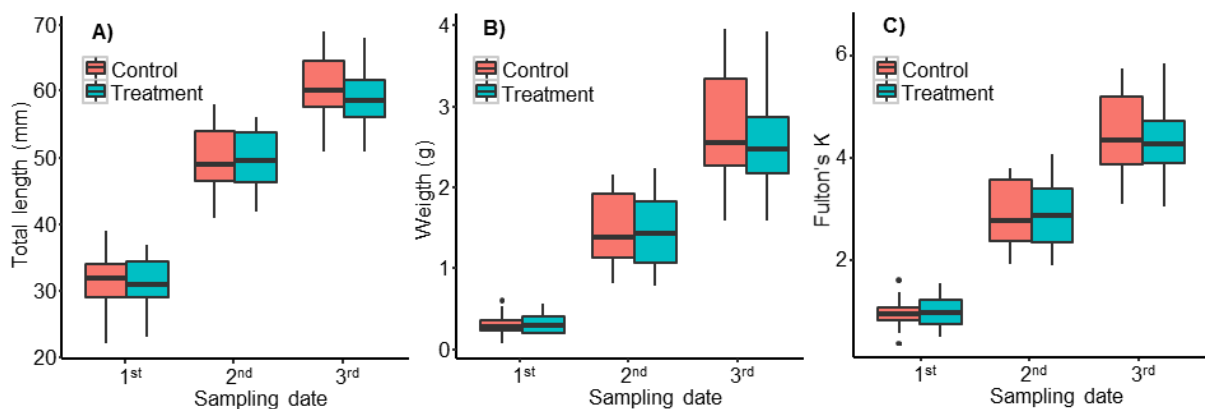 A)
Control
Treatment
Total length (mm)
70
60
50
40
30
20
1st 2nd 3rd
Sampling date
B)
Control
Treatment
Weigth (g)
4
3
2
1
0
1st 2nd 3rd
Sampling date
C)
Control
Treatment
Fulton's K
6
4
2
1st 2nd 3rd
Sampling date